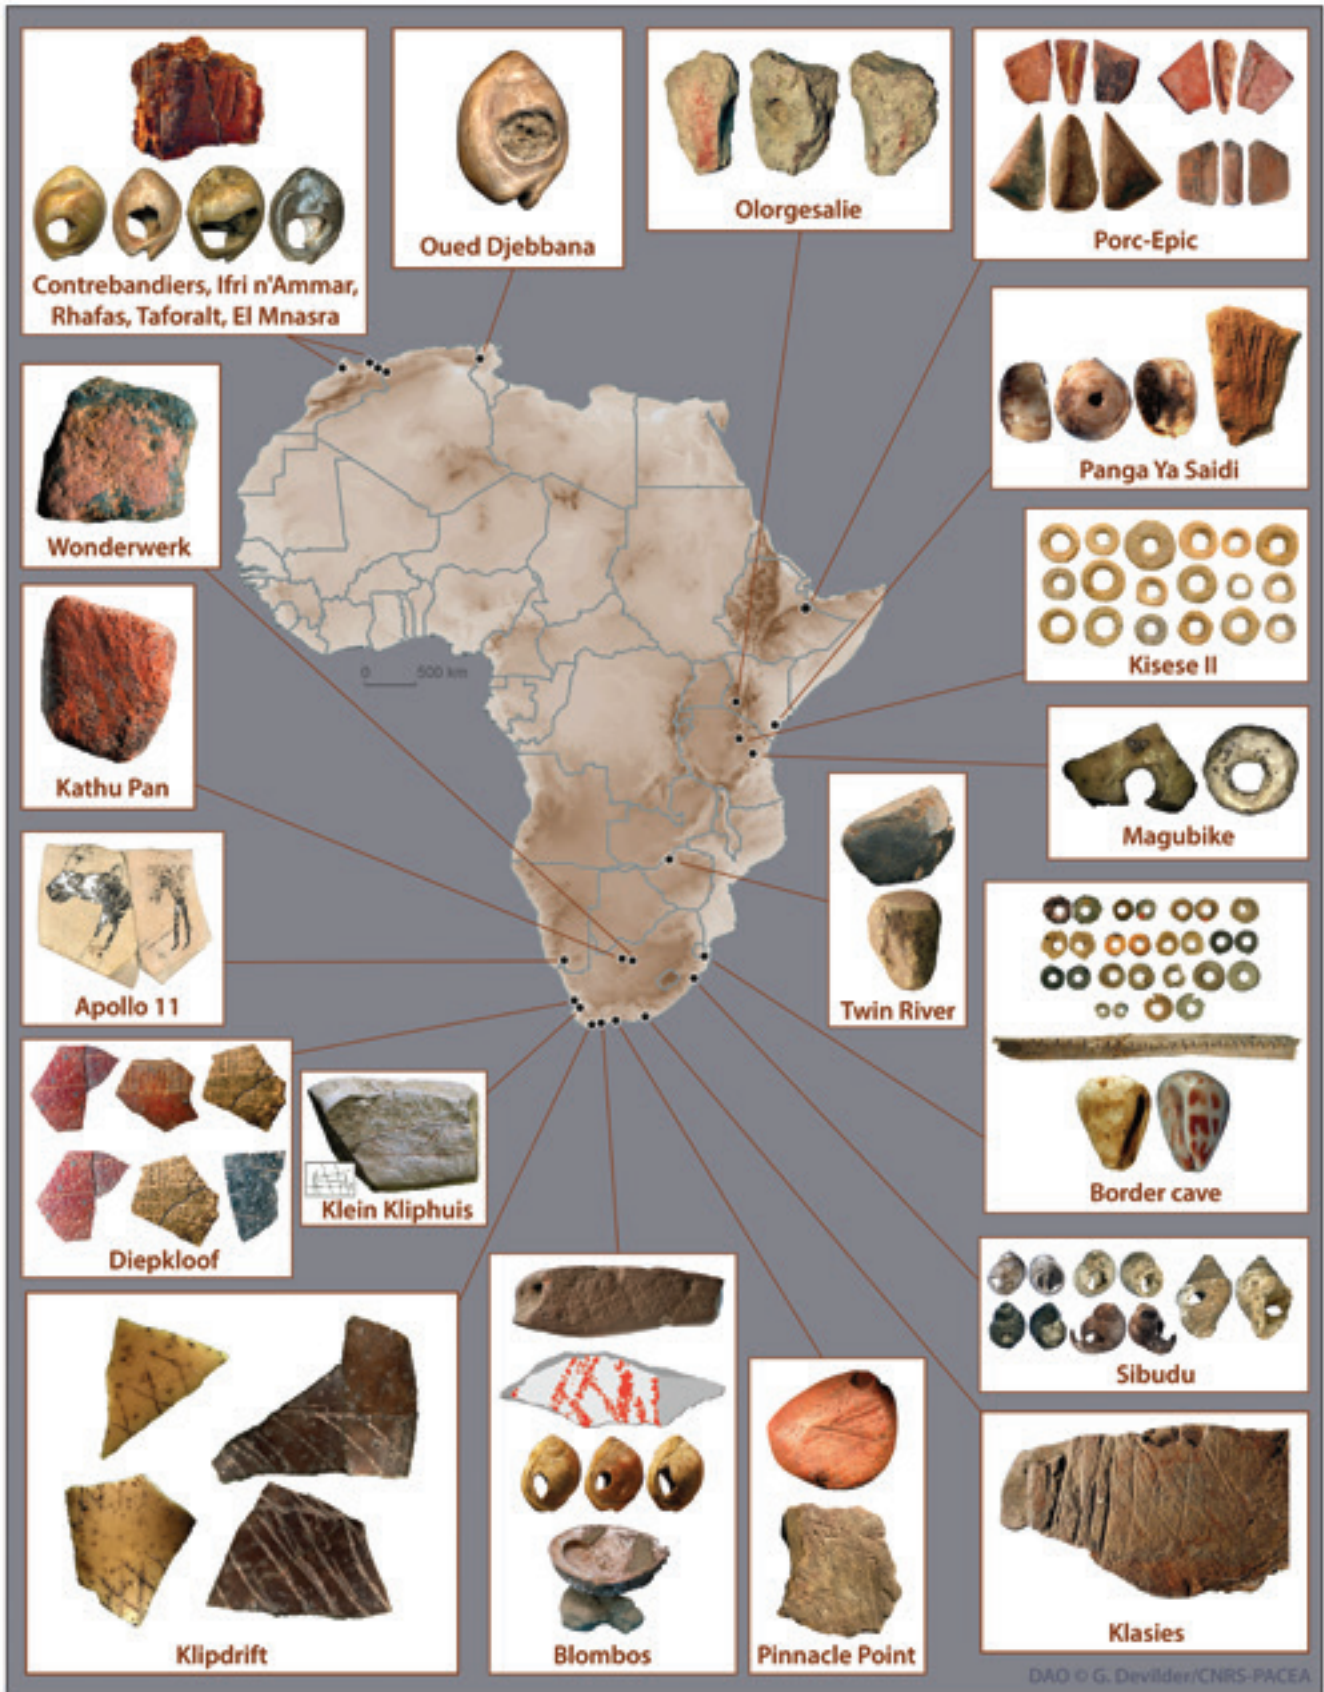 Contrebandiers, Ifri n'Ammar,
Rhafas, Taforalt, El Mnasra
Oued Djebbana
Olorgesalie
Porc-Epic
Wonderwerk
Panga Ya Saidi
Kathu Pan
Kisese II
0 500 km
Magubike
Apollo 11
Twin River
Border cave
Diepkloof
Klein Kliphuis
Sibudu
Klipdrift
Blombos
Pinnacle Point
Klasies
DAO © G. Devilder/CNRS-PACEA